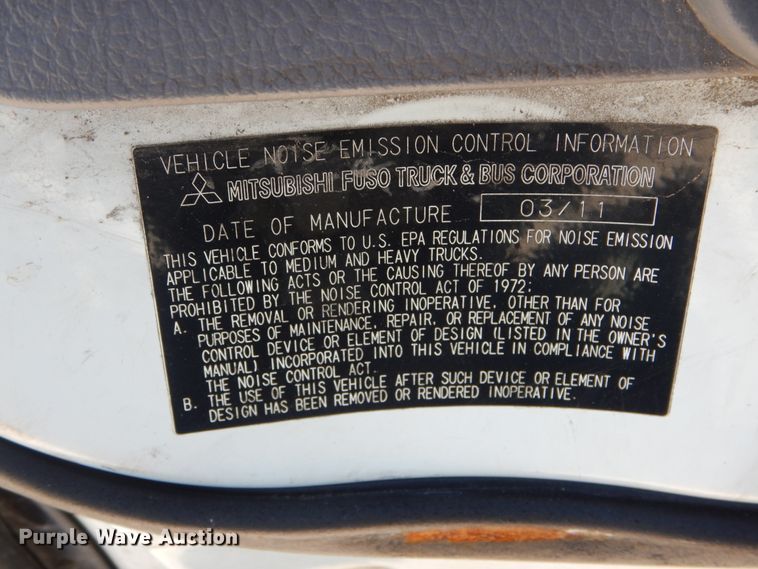 VEHICLE NOISE EMISSION CONTROL INFORMATION
MITSUBISHI FUSO TRUCK & BUS CORPORATION
DATE OF MANUFACTURE 03/11
THIS VEHICLE CONFORMS TO U.S. EPA REGULATIONS FOR NOISE EMISSION
APPLICABLE TO MEDIUM AND HEAVY TRUCKS.
THE FOLLOWING ACTS OR THE CAUSING THEREOF BY ANY PERSON ARE
PROHIBITED BY THE NOISE CONTROL ACT OF 1972:
A. THE REMOVAL OR RENDERING INOPERATIVE, OTHER THAN FOR
PURPOSES OF MAINTENANCE, REPAIR, OR REPLACEMENT OF ANY NOISE
CONTROL DEVICE OR ELEMENT OF DESIGN (LISTED IN THE OWNER'S
MANUAL) INCORPORATED INTO THIS VEHICLE IN COMPLIANCE WITH
THE NOISE CONTROL ACT.
B. THE USE OF THIS VEHICLE AFTER SUCH DEVICE OR ELEMENT OF
DESIGN HAS BEEN REMOVED OR RENDERED INOPERATIVE.
Purple Wave Auction